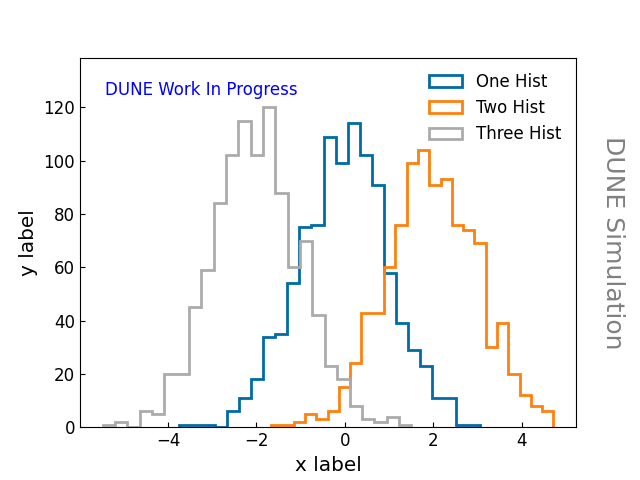 DUNE Work In Progress
One Hist
Two Hist
Three Hist
120
100
80
60
40
20
0
y label
−4
−2
0
2
4
x label
DUNE Simulation